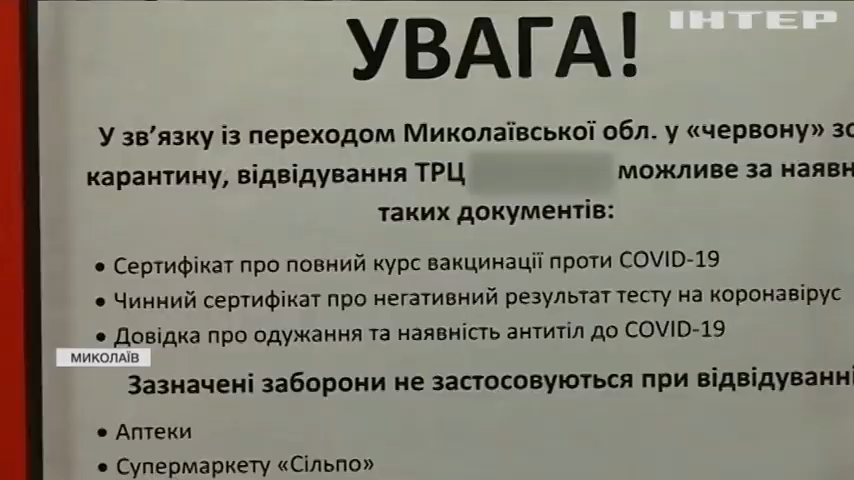 ІНТЕР
УВАГА!
У зв’язку із переходом Миколаївської обл. у «червону»
карантину, відвідування ТРЦ можливе за
таких документів:
• Сертифікат про повний курс вакцинації проти COVID-19
• Чинний сертифікат про негативний результат тесту на коронавірус
• Довідка про одужання та наявність антитіл до COVID-19
МИКОЛАЇВ
Зазначені заборони не застосовуються при відвідуванні
• Аптеки
• Супермаркету «Сільпо»